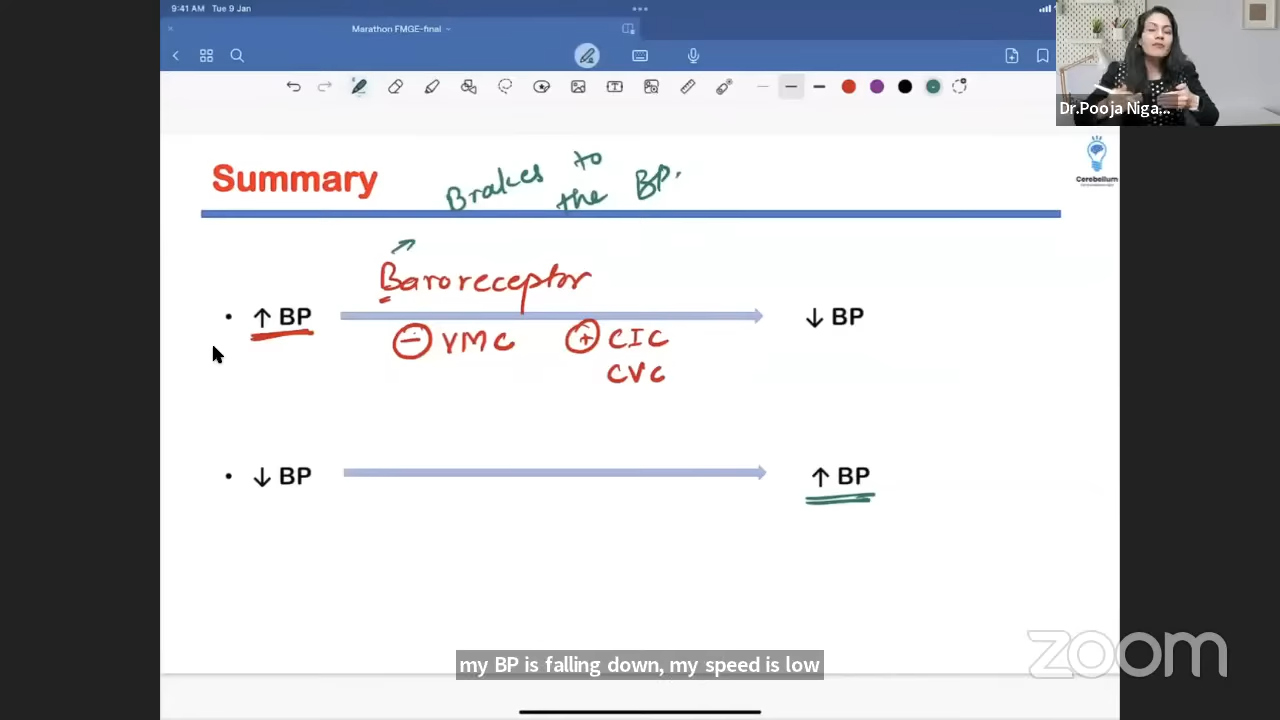 9:41 AM Tue 9 Jan
Marathon FMGE-final
Dr.Pooja Niga...
Cerebellum
Summary
Brakes to
the BP.
Baroreceptor
• ↑ BP
↓ BP
⊖ VMC ⊕ CIC
CVC
• ↓ BP
↑ BP
my BP is falling down, my speed is low
zoom